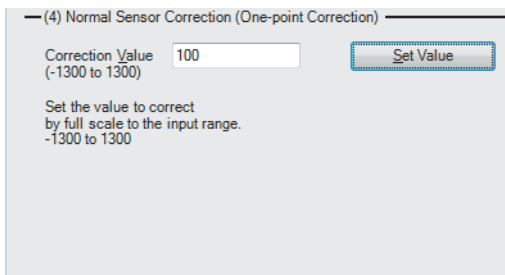 (4) Normal Sensor Correction (One-point Correction)
Correction Value 100 Set Value
(-1300 to 1300)
Set the value to correct
by full scale to the input range.
-1300 to 1300